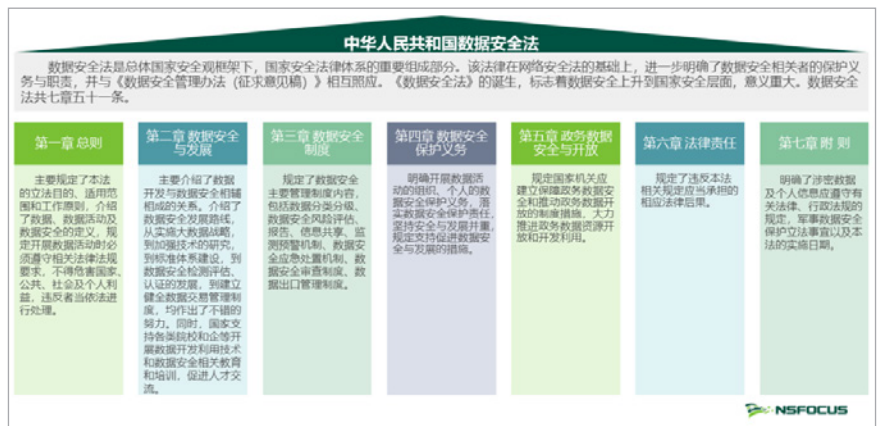 中华人民共和国数据安全法
数据安全法是总体国家安全观框架下，国家安全法律体系的重要组成部分。该法律在网络安全法的基础上，进一步明确了数据安全相关者的保护义
务与职责，并与《数据安全管理办法（征求意见稿）》相互照应。《数据安全法》的诞生，标志着数据安全上升到国家安全层面，意义重大。数据安全
法共七章五十一条。
第一章 总则
主要规定了本法
的立法目的、适用范
围和工作原则，介绍
了数据、数据活动及
数据安全的定义，规
定开展数据活动时必
须遵守相关法律法规
要求，不得危害国家、
公共、社会及个人利
益，违反者当依法进
行处理。
第二章 数据安全
与发展
主要介绍了数据
开发与数据安全相辅
相成的关系。介绍了
数据安全发展路线，
从实施大数据战略，
到加强技术的研究，
到标准体系建设，到
数据安全检测评估、
认证的发展，到建立
健全数据交易管理制
度，均作出了不错的
努力。同时，国家支
持各类院校和企等开
展数据开发利用技术
和数据安全相关教育
和培训，促进人才交
流。
第三章 数据安全
制度
规定了数据安全
主要管理制度内容，
包括数据分类分级、
数据安全风险评估、
报告、信息共享、监
测预警机制、数据安
全应急处置机制、数
据安全审查制度、数
据出口管理制度。
第四章 数据安全
保护义务
明确开展数据活
动的组织、个人的数
据安全保护义务，落
实数据安全保护责任，
坚持安全与发展并重，
规定支持促进数据安
全与发展的措施。
第五章 政务数据
安全与开放
规定国家机关应
建立保障政务数据安
全和推动政务数据开
放的制度措施，大力
推进政务数据资源开
放和开发利用。
第六章 法律责任
规定了违反本法
相关规定应当承担的
相应法律后果。
第七章 附 则
明确了涉密数据
及个人信息应遵守有
关法律、行政法规的
规定，军事数据安全
保护立法事宜以及本
法的实施日期。
NSFOCUS